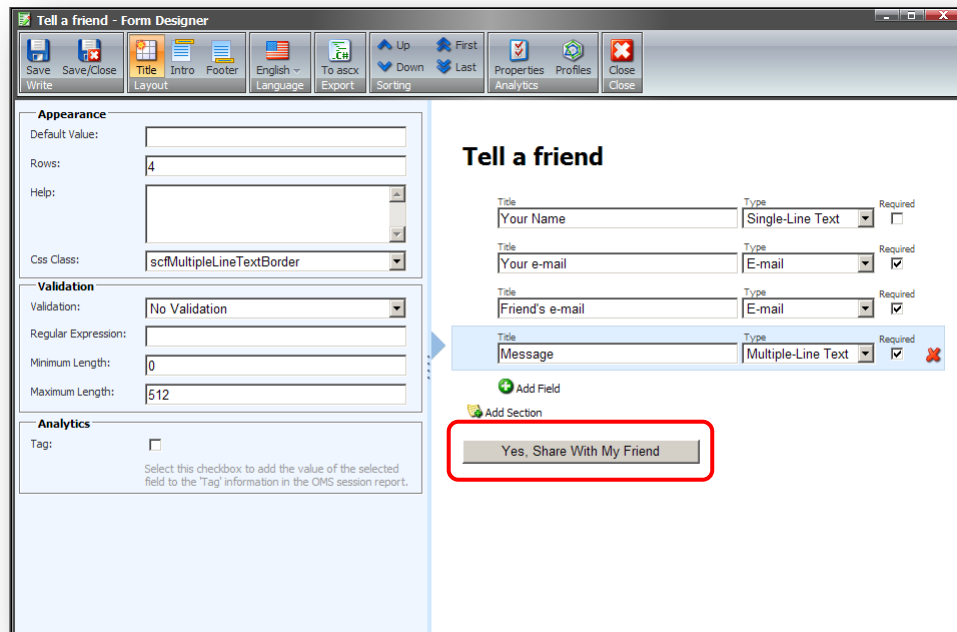 Tell a friend - Form Designer
Save Save/Close Title Intro Footer English To ascx Up Down First Last Properties Profiles Close
Write Layout Language Export Sorting Analytics Close
Appearance
Default Value:
Rows: 4
Help:
Css Class: scfMultipleLineTextBorder
Validation
Validation: No Validation
Regular Expression:
Minimum Length: 0
Maximum Length: 512
Analytics
Tag:
Select this checkbox to add the value of the selected
field to the 'Tag' information in the OMS session report.
Tell a friend
Title Type Required
Your Name Single-Line Text
Title Type Required
Your e-mail E-mail
Title Type Required
Friend's e-mail E-mail
Title Type Required
Message Multiple-Line Text
Add Field
Add Section
Yes, Share With My Friend